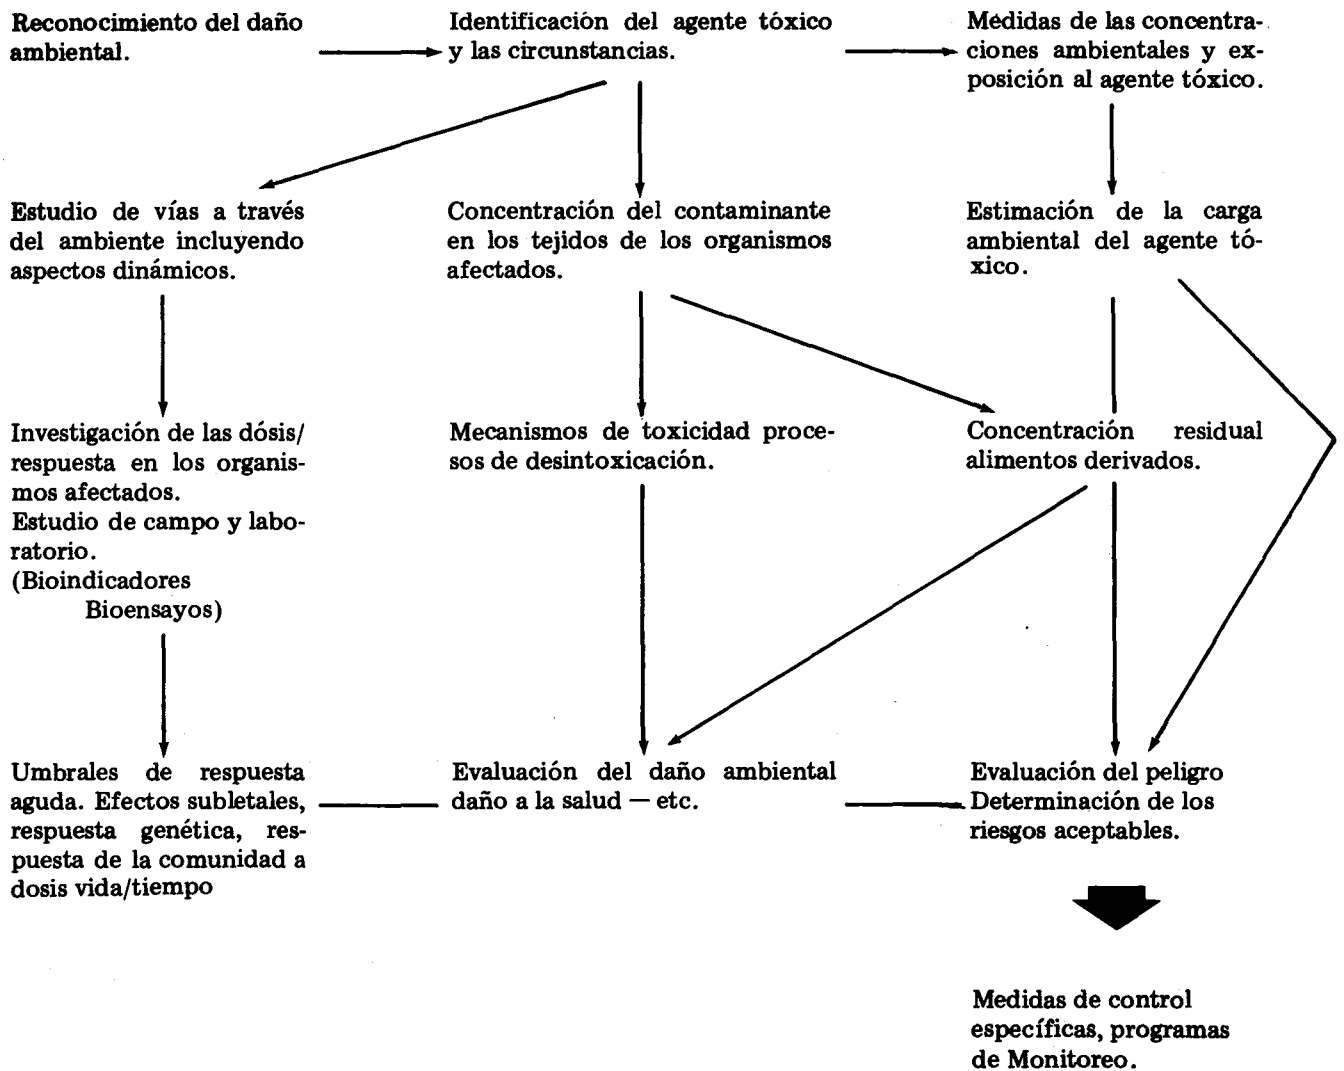 Reconocimiento del daño
ambiental.
Identificación del agente tóxico
y las circunstancias.
Médidas de las concentra-
ciones ambientales y ex-
posición al agente tóxico.
Estudio de vías a través
del ambiente incluyendo
aspectos dinámicos.
Concentración del contaminante
en los tejidos de los organismos
afectados.
Estimación de la carga
ambiental del agente tó-
xico.
Investigación de las dósis/
respuesta en los organis-
mos afectados.
Estudio de campo y labo-
ratorio.
(Bioindicadores
Bioensayos)
Mecanismos de toxicidad proce-
sos de desintoxicación.
Concentración residual
alimentos derivados.
Umbrales de respuesta
aguda. Efectos subletales,
respuesta genética, res-
puesta de la comunidad a
dosis vida/tiempo
Evaluación del daño ambiental
daño a la salud — etc.
Evaluación del peligro
Determinación de los
riesgos aceptables.
Medidas de control
específicas, programas
de Monitoreo.